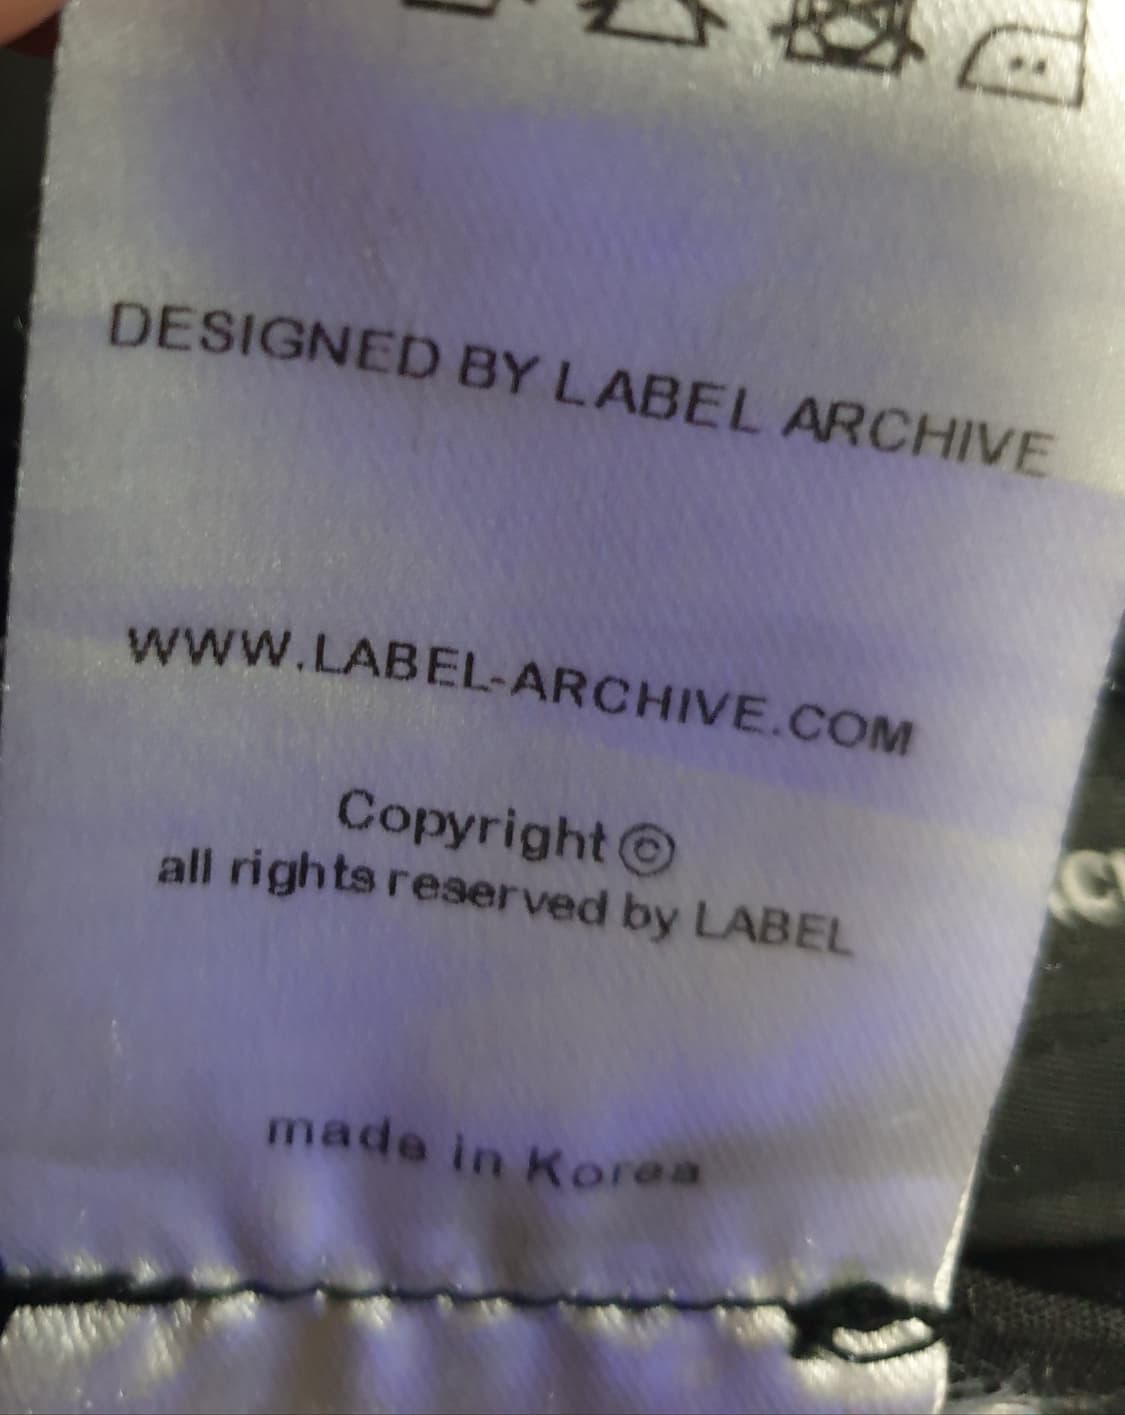 DESIGNED BY LABEL ARCHIVE
WWW.LABEL-ARCHIVE.COM
Copyright ©
all rights reserved by LABEL
made in Korea